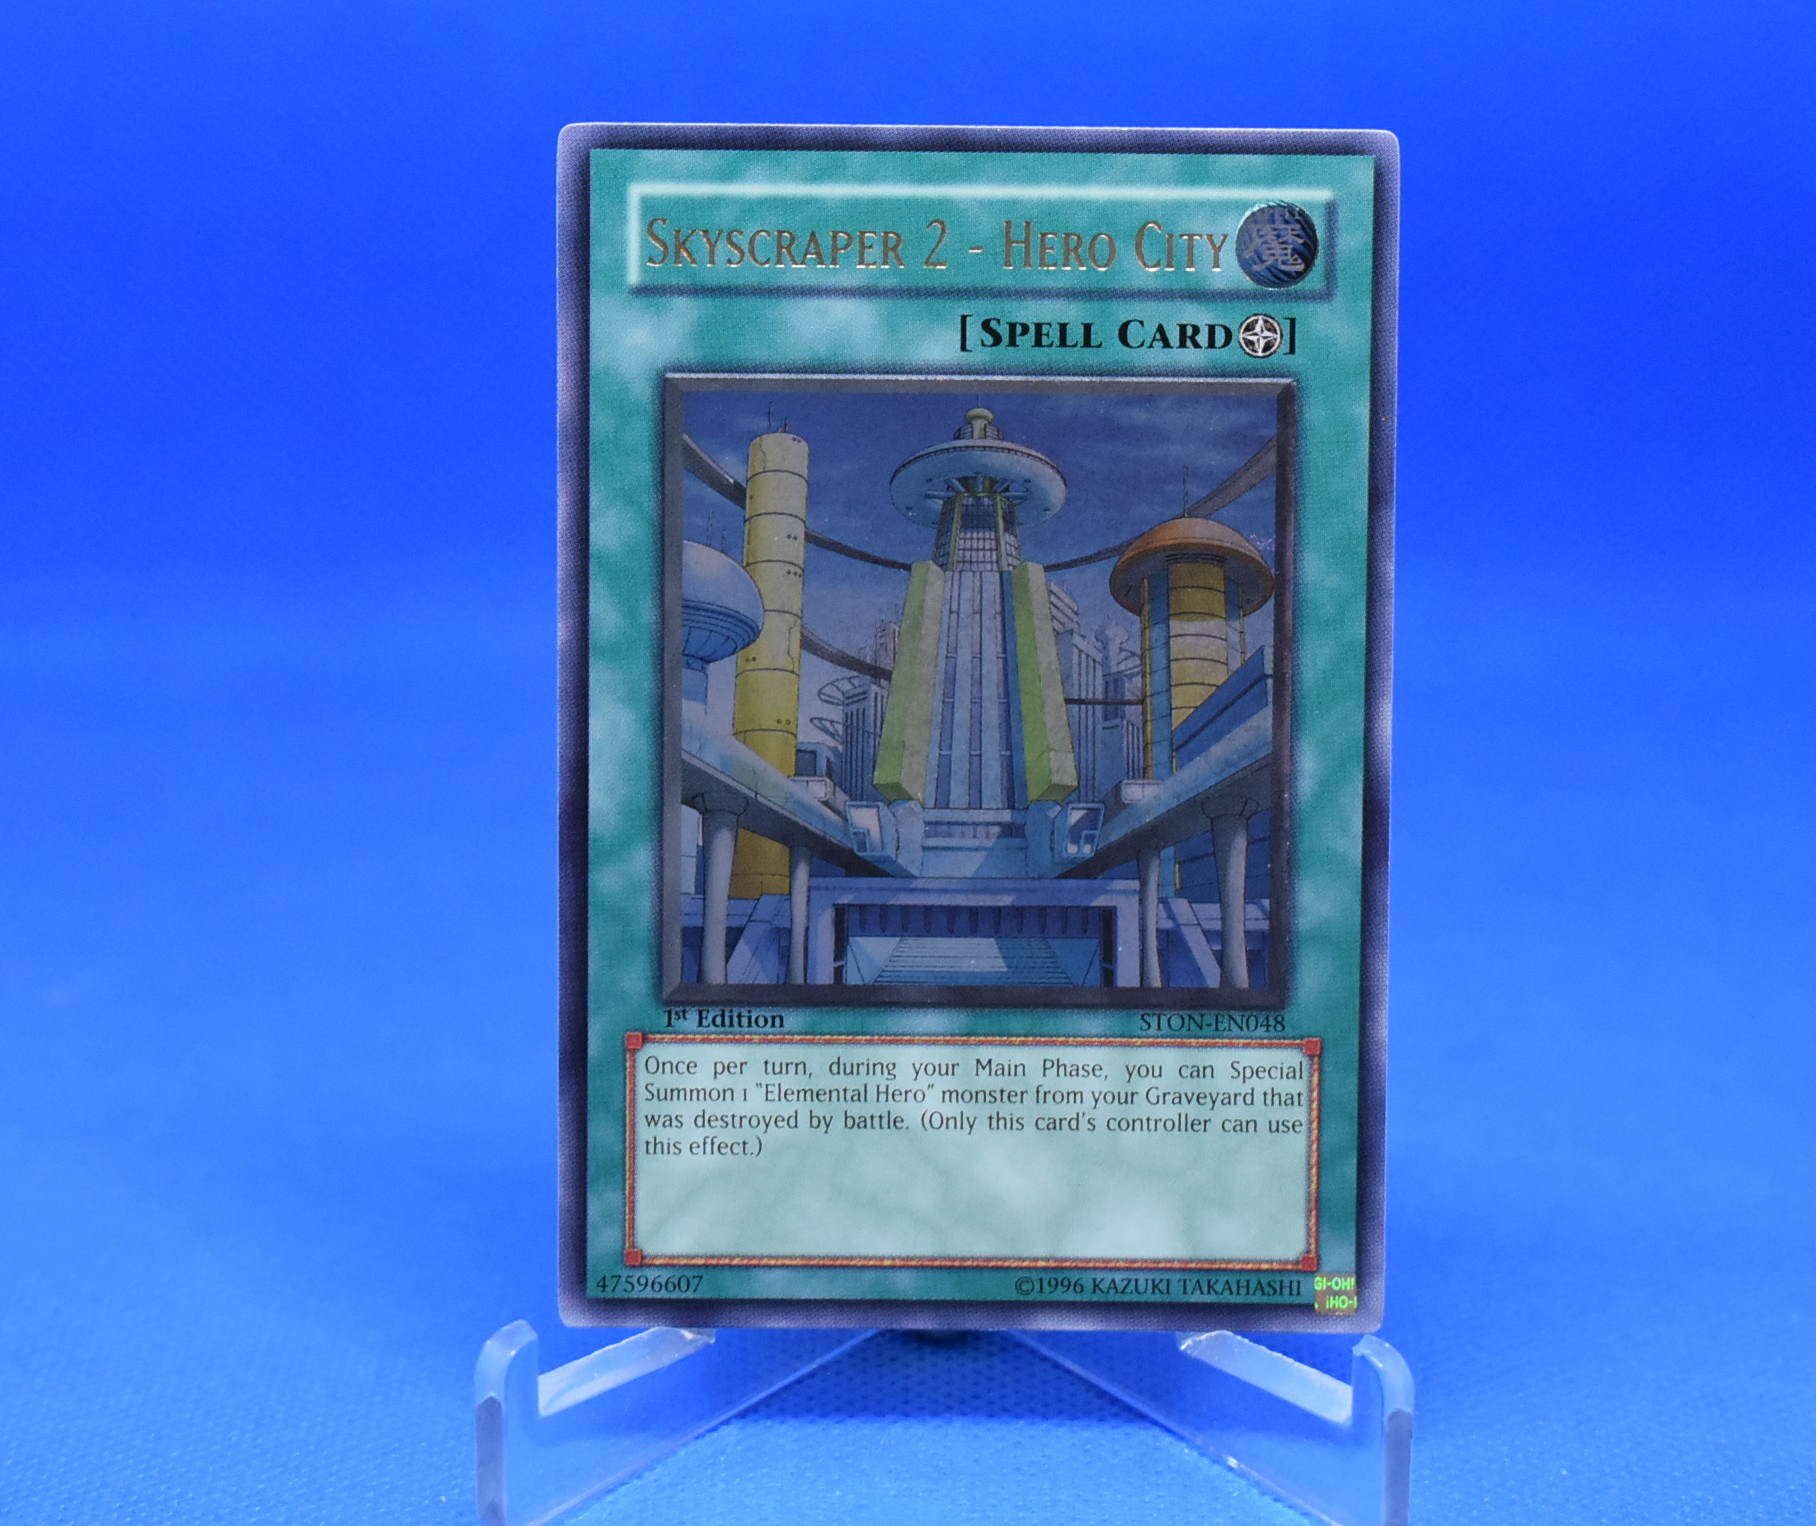 SKYSCRAPER 2 - HERO CITY 魔
[SPELL CARD]
1st Edition STON-EN048
Once per turn, during your Main Phase, you can Special
Summon 1 "Elemental Hero" monster from your Graveyard that
was destroyed by battle. (Only this card's controller can use
this effect.)
47596607 ©1996 KAZUKI TAKAHASHI
GI-OH!